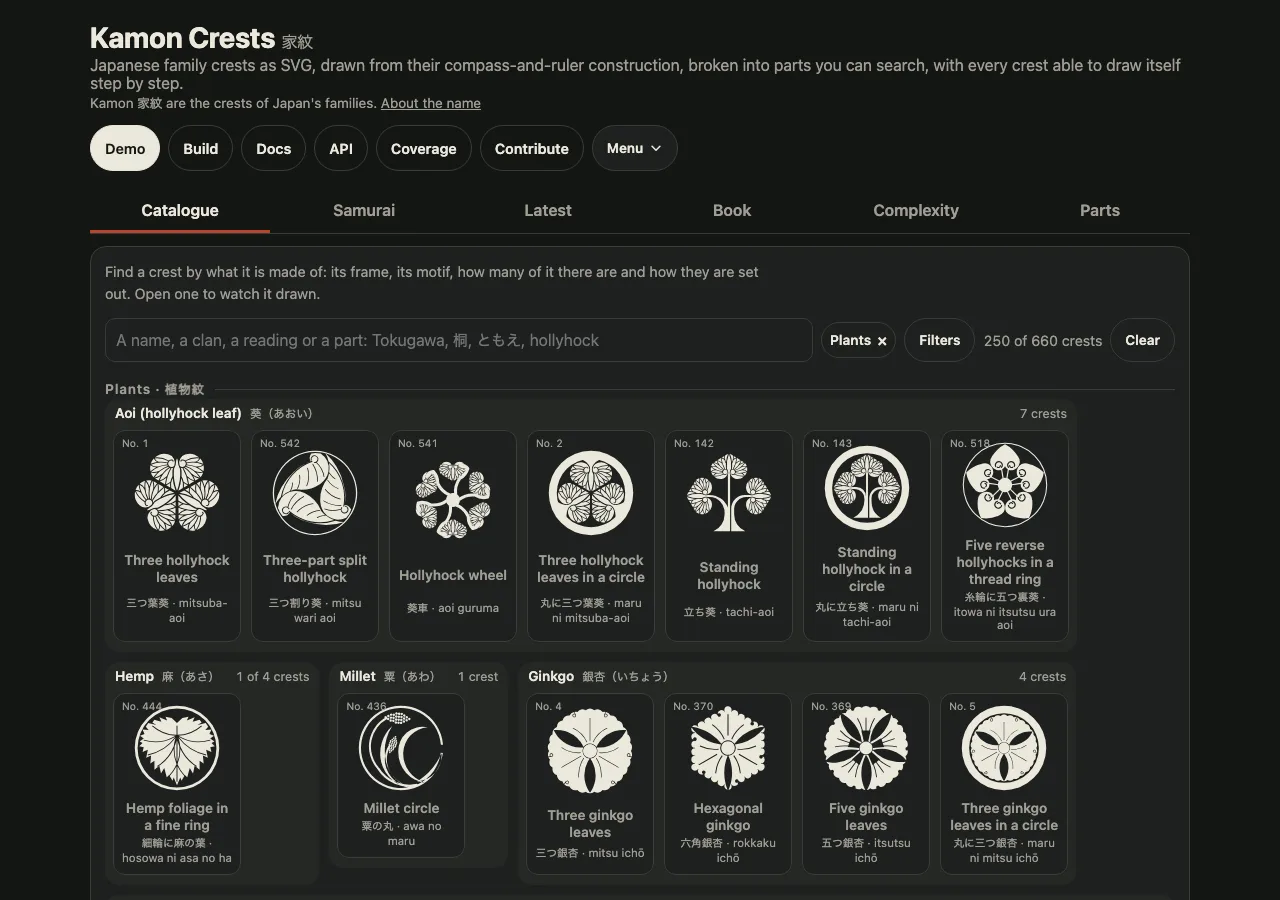 Kamon Crests 家紋
Japanese family crests as SVG, drawn from their compass-and-ruler construction, broken into parts you can search, with every crest able to draw itself
step by step.
Kamon 家紋 are the crests of Japan's families. About the name
Demo Build Docs API Coverage Contribute Menu
Catalogue Samurai Latest Book Complexity Parts
Find a crest by what it is made of: its frame, its motif, how many of it there are and how they are set
out. Open one to watch it drawn.
A name, a clan, a reading or a part: Tokugawa, 桐, ともえ, hollyhock
Plants × Filters 250 of 660 crests Clear
Plants · 植物紋
Aoi (hollyhock leaf) 葵（あおい） 7 crests
No. 1
Three hollyhock
leaves
三つ葉葵 · mitsuba-
aoi
No. 542
Three-part split
hollyhock
三つ割り葵 · mitsu
wari aoi
No. 541
Hollyhock wheel
葵車 · aoi guruma
No. 2
Three hollyhock
leaves in a circle
丸に三つ葉葵 · maru
ni mitsuba-aoi
No. 142
Standing
hollyhock
立ち葵 · tachi-aoi
No. 143
Standing
hollyhock in a
circle
丸に立ち葵 · maru ni
tachi-aoi
No. 518
Five reverse
hollyhocks in a
thread ring
糸輪に五つ裏葵 ·
itowa ni itsutsu ura
aoi
Hemp 麻（あさ） 1 of 4 crests
No. 444
Hemp foliage in
a fine ring
細輪に麻の葉 ·
hosowa ni asa no ha
Millet 粟（あわ） 1 crest
No. 436
Millet circle
粟の丸 · awa no
maru
Ginkgo 銀杏（いちょう） 4 crests
No. 4
Three ginkgo
leaves
三つ銀杏 · mitsu ichō
No. 370
Hexagonal
ginkgo
六角銀杏 · rokkaku
ichō
No. 369
Five ginkgo
leaves
五つ銀杏 · itsutsu
ichō
No. 5
Three ginkgo
leaves in a circle
丸に三つ銀杏 · maru
ni mitsu ichō